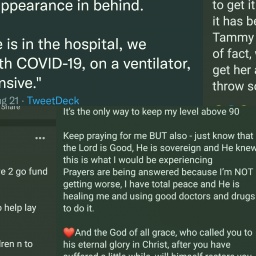 appearance in behind.
e is in the hospital, we
th COVID-19, on a ventilator,
nsive."
g 21 · TweetDeck
to get i
it has be
Tammy
of fact, w
get her a
throw so
Share
It's the only way to keep my level above 90
Keep praying for me BUT also - just know that
the Lord is Good, He is sovereign and He knew
this is what I would be experiencing
Prayers are being answered because I'm NOT
getting worse, I have total peace and He is
healing me and using good doctors and drugs
to do it.
❤️And the God of all grace, who called you to
his eternal glory in Christ, after you have
suffered a little while, will himself restore you
...
e 2 go fund
o help lay
dren n to